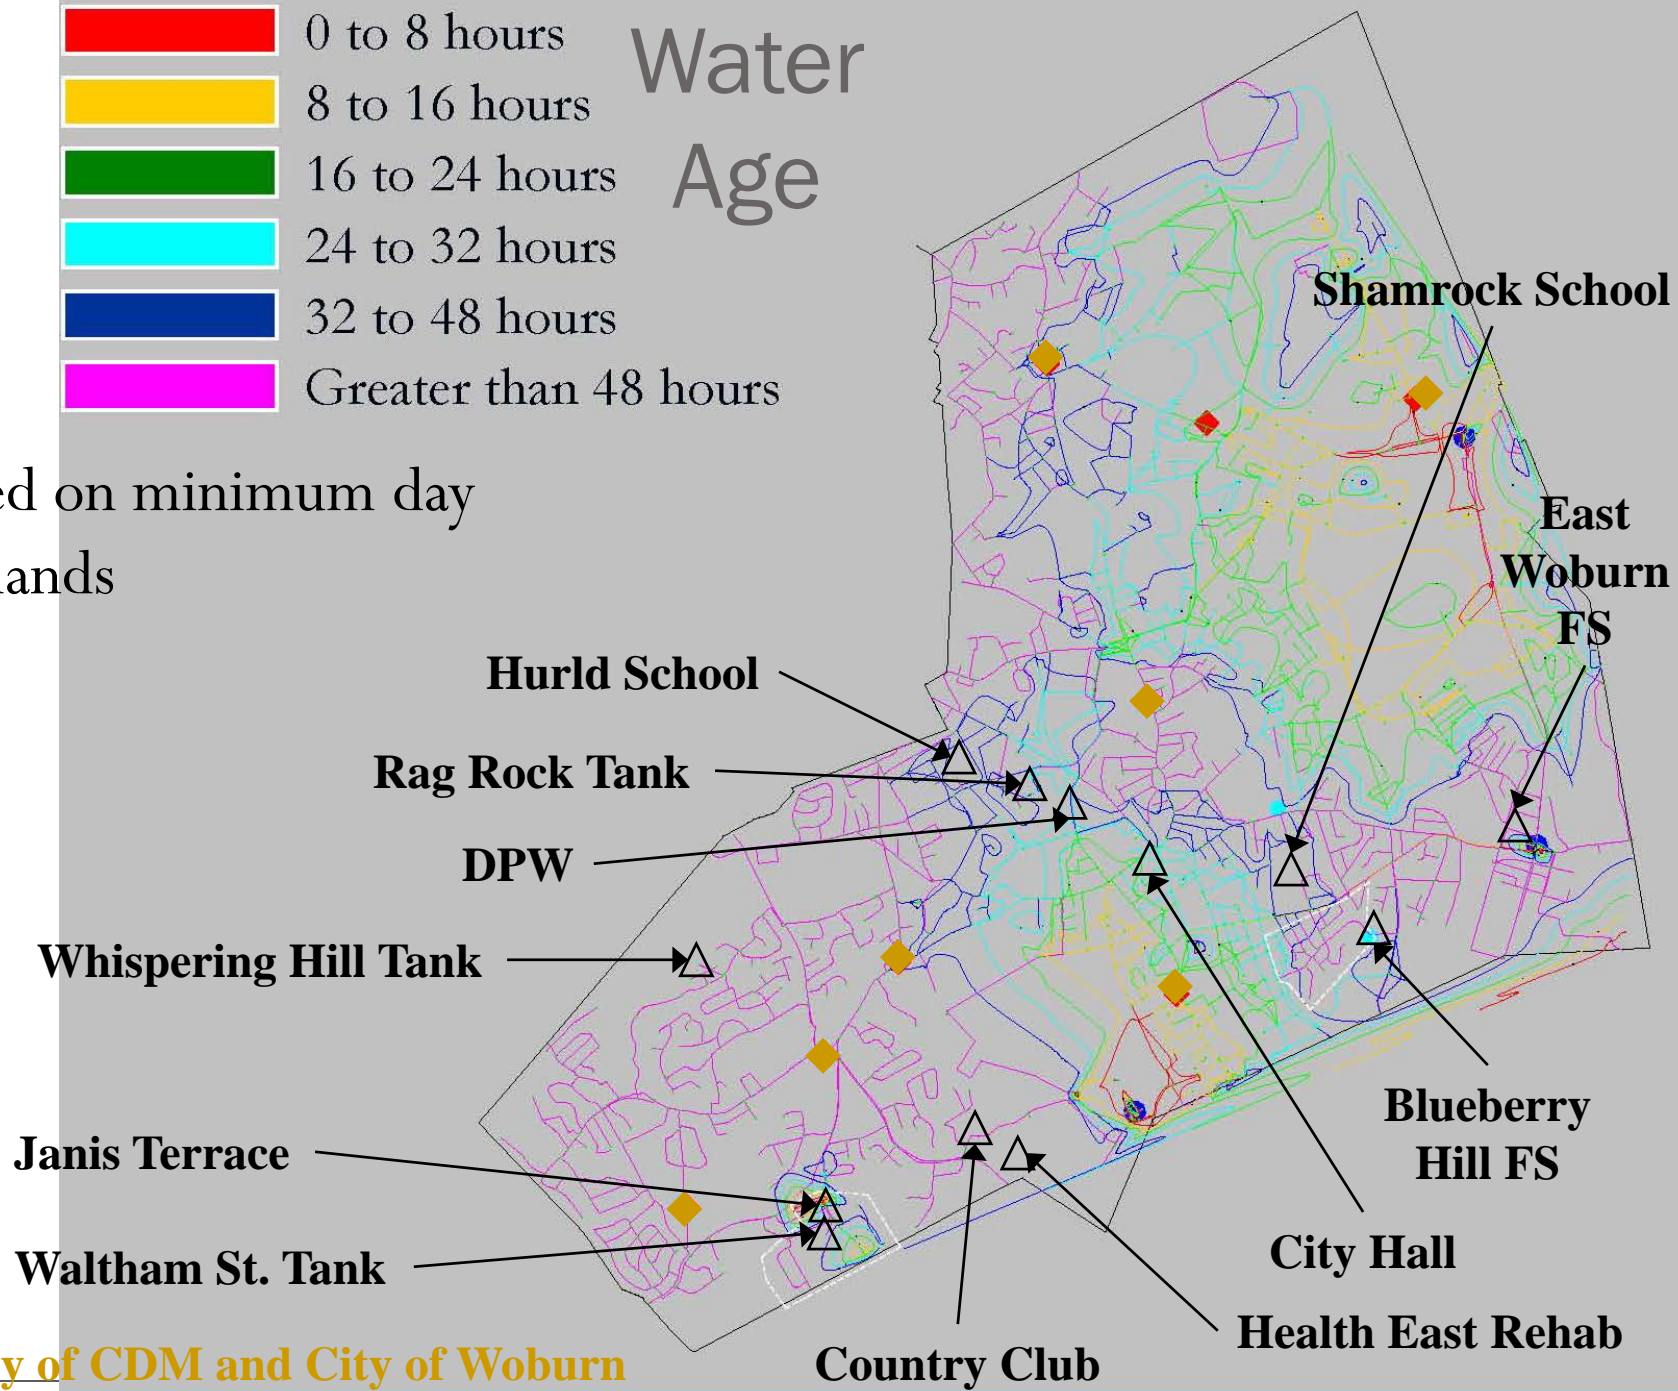 0 to 8 hours
8 to 16 hours
16 to 24 hours
24 to 32 hours
32 to 48 hours
Greater than 48 hours
Water
Age
ed on minimum day
lands
Shamrock School
East
Woburn
FS
Hurld School
Rag Rock Tank
DPW
Whispering Hill Tank
Janis Terrace
Waltham St. Tank
Blueberry
Hill FS
City Hall
Health East Rehab
Country Club
y of CDM and City of Woburn